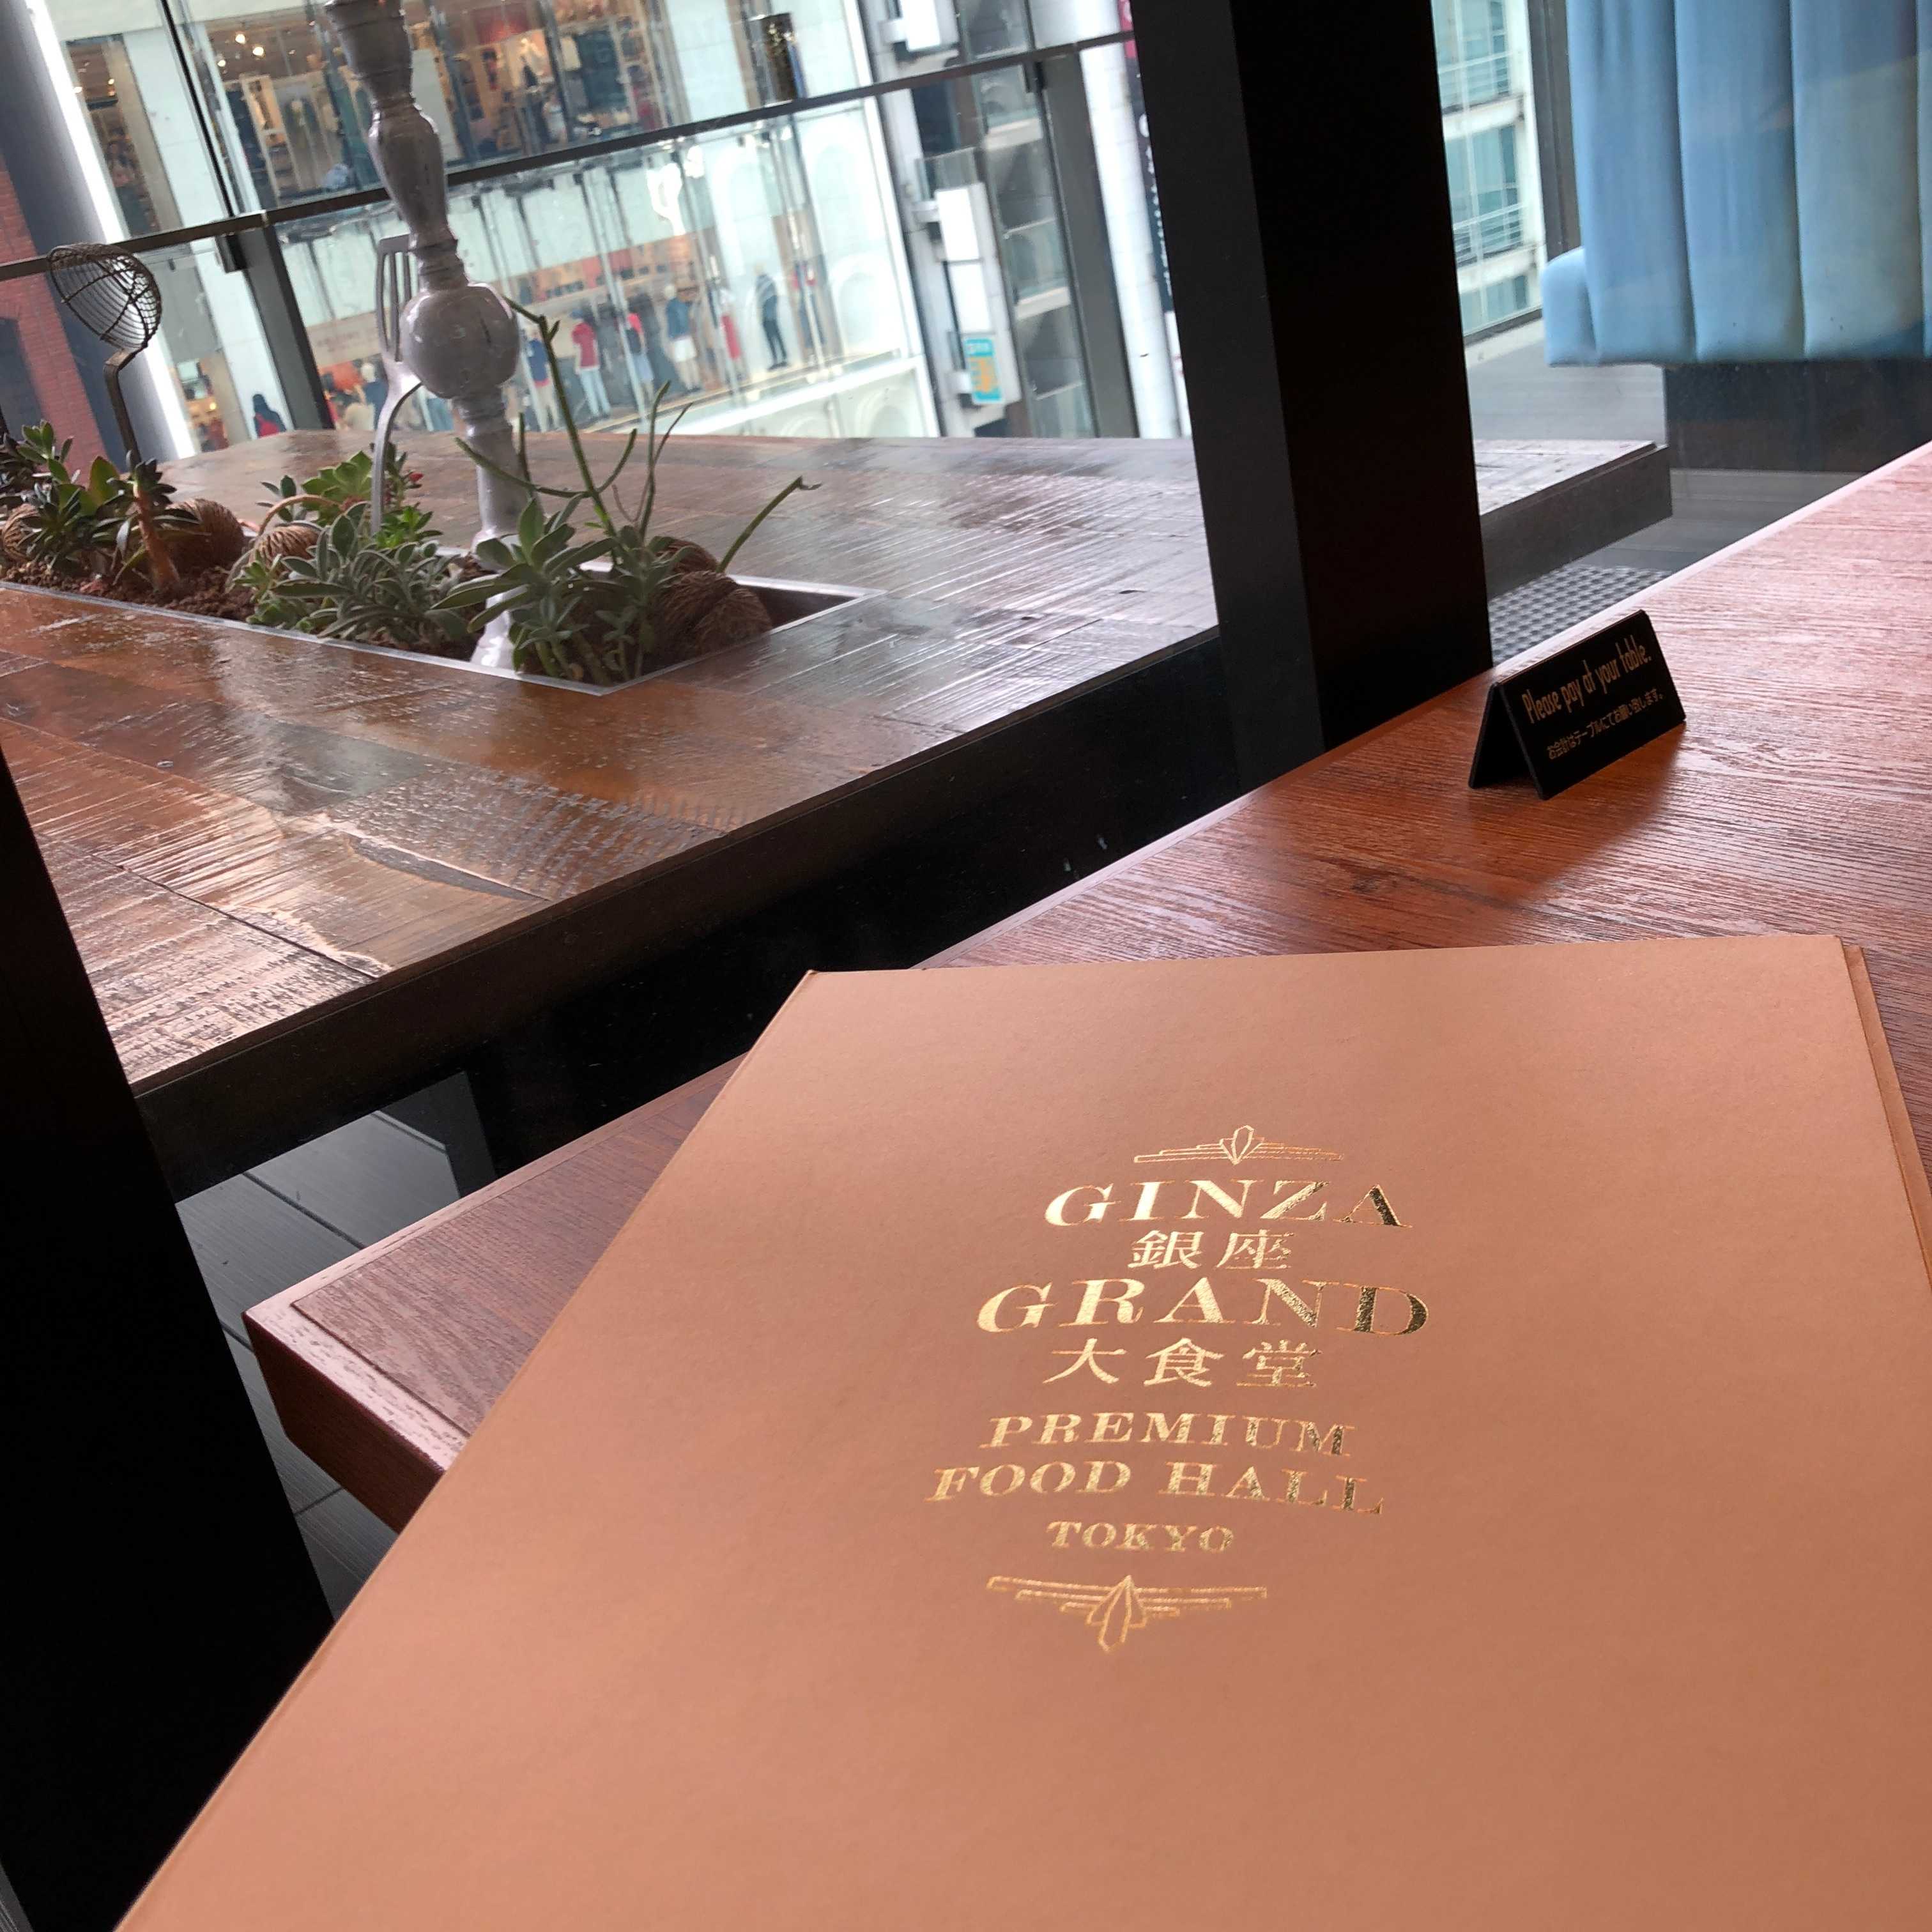 Please pay at your table.
お会計はテーブルにてお願い致します。
GINZA
銀座
GRAND
大食堂
PREMIUM
FOOD HALL
TOKYO